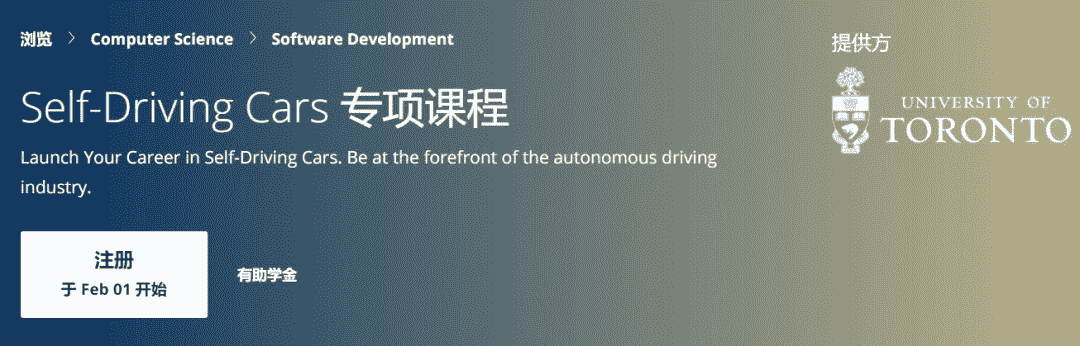 浏览 > Computer Science > Software Development
提供方
UNIVERSITY OF
TORONTO
Self-Driving Cars 专项课程
Launch Your Career in Self-Driving Cars. Be at the forefront of the autonomous driving
industry.
注册
于 Feb 01 开始
有助学金